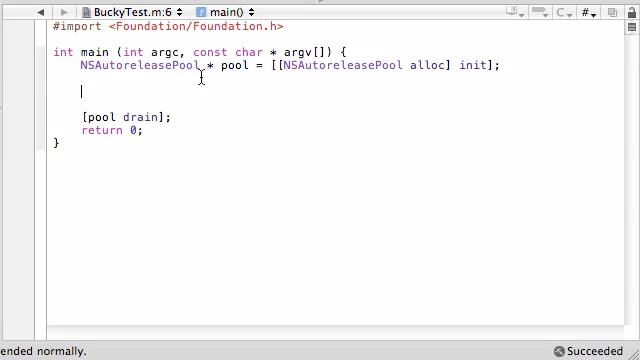 BuckyTest.m:6 main() C #
#import <Foundation/Foundation.h>
int main (int argc, const char * argv[]) {
NSAutoreleasePool * pool = [[NSAutoreleasePool alloc] init];
[pool drain];
return 0;
}
ended normally. Succeeded